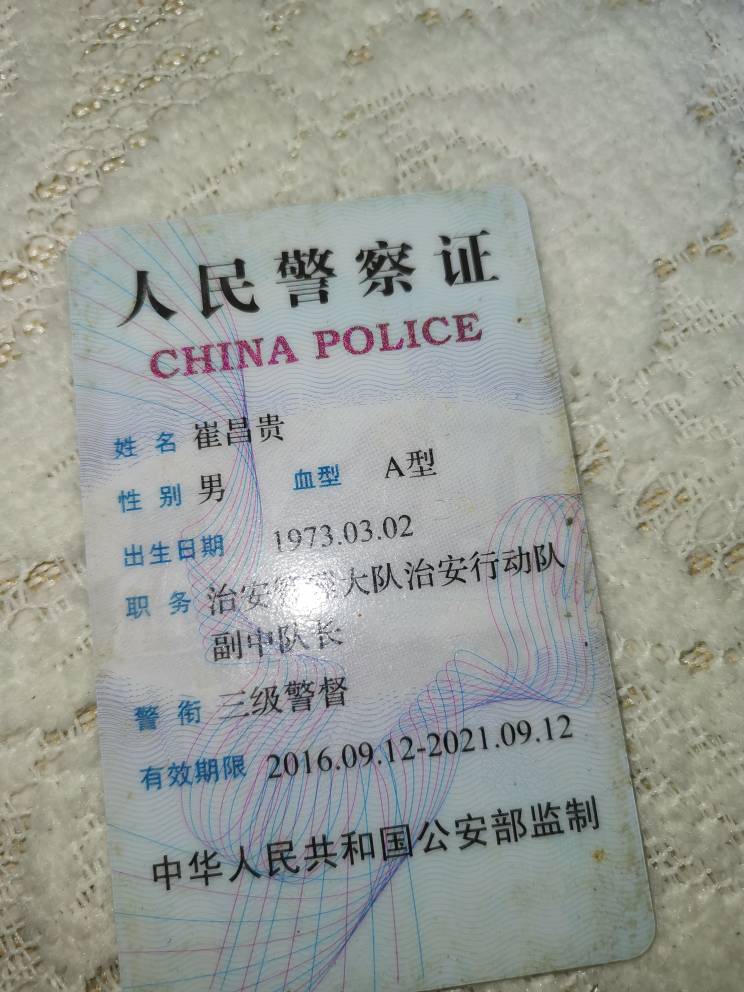 人民警察证
CHINA POLICE
姓名 崔昌贵
性别 男 血型 A型
出生日期 1973.03.02
职务 治安管理大队治安行动队
副中队长
警衔 三级警督
有效期限 2016.09.12-2021.09.12
中华人民共和国公安部监制